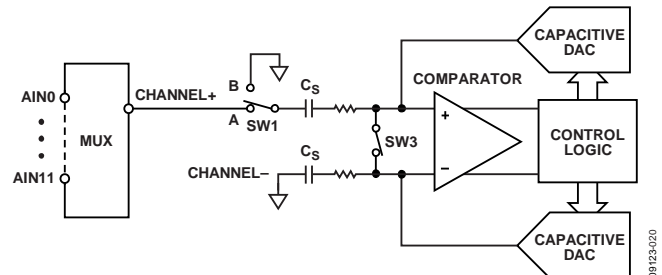 CAPACITIVE
DAC
COMPARATOR
B
CS
AIN0
CHANNEL+
A
SW1
+
MUX
SW3
CONTROL
LOGIC
CS
–
AIN11
CHANNEL–
CAPACITIVE
DAC
09123-020